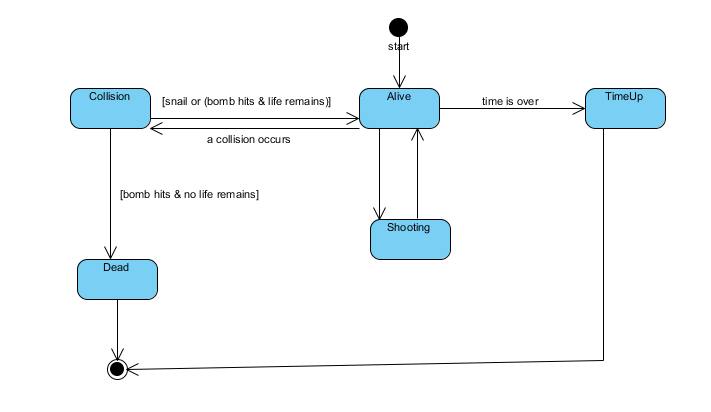 start
Collision
[snail or (bomb hits & life remains)]
Alive
time is over
TimeUp
a collision occurs
[bomb hits & no life remains]
Shooting
Dead